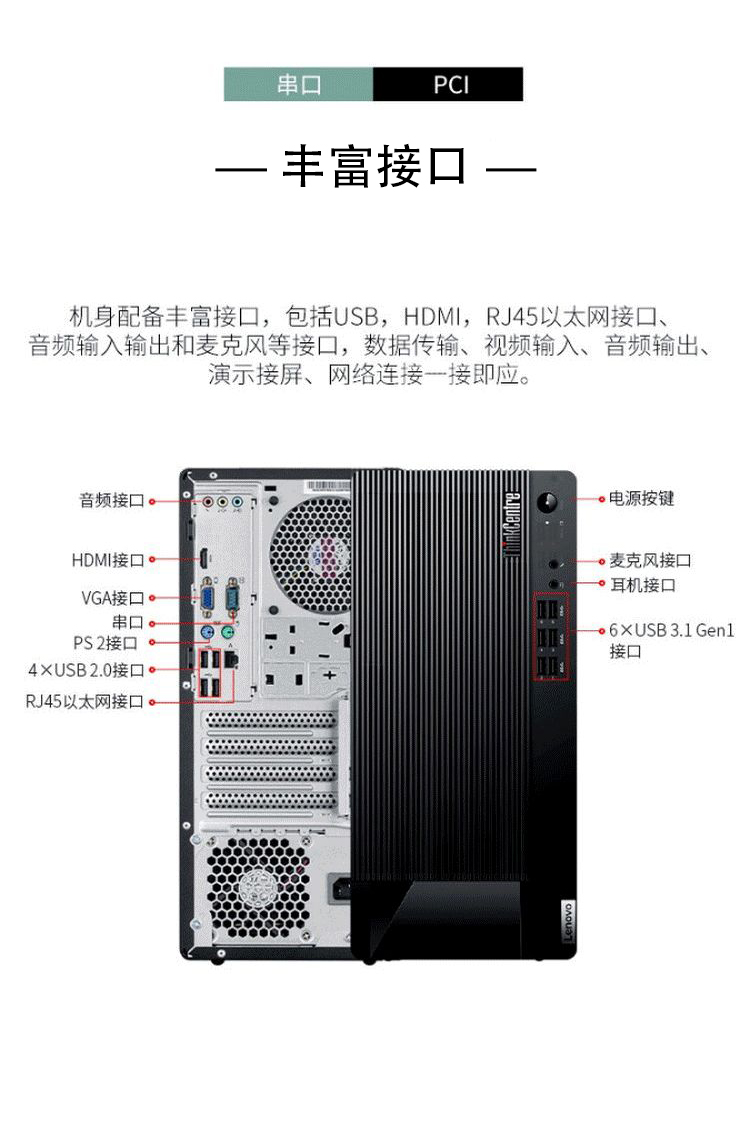 串口 PCI
— 丰富接口 —
机身配备丰富接口，包括USB，HDMI，RJ45以太网接口、
音频输入输出和麦克风等接口，数据传输、视频输入、音频输出、
演示接屏、网络连接一接即应。
音频接口
HDMI接口
VGA接口
串口
PS 2接口
4×USB 2.0接口
RJ45以太网接口
ThinkCentre
电源按键
麦克风接口
耳机接口
6×USB 3.1 Gen1
接口
Lenovo